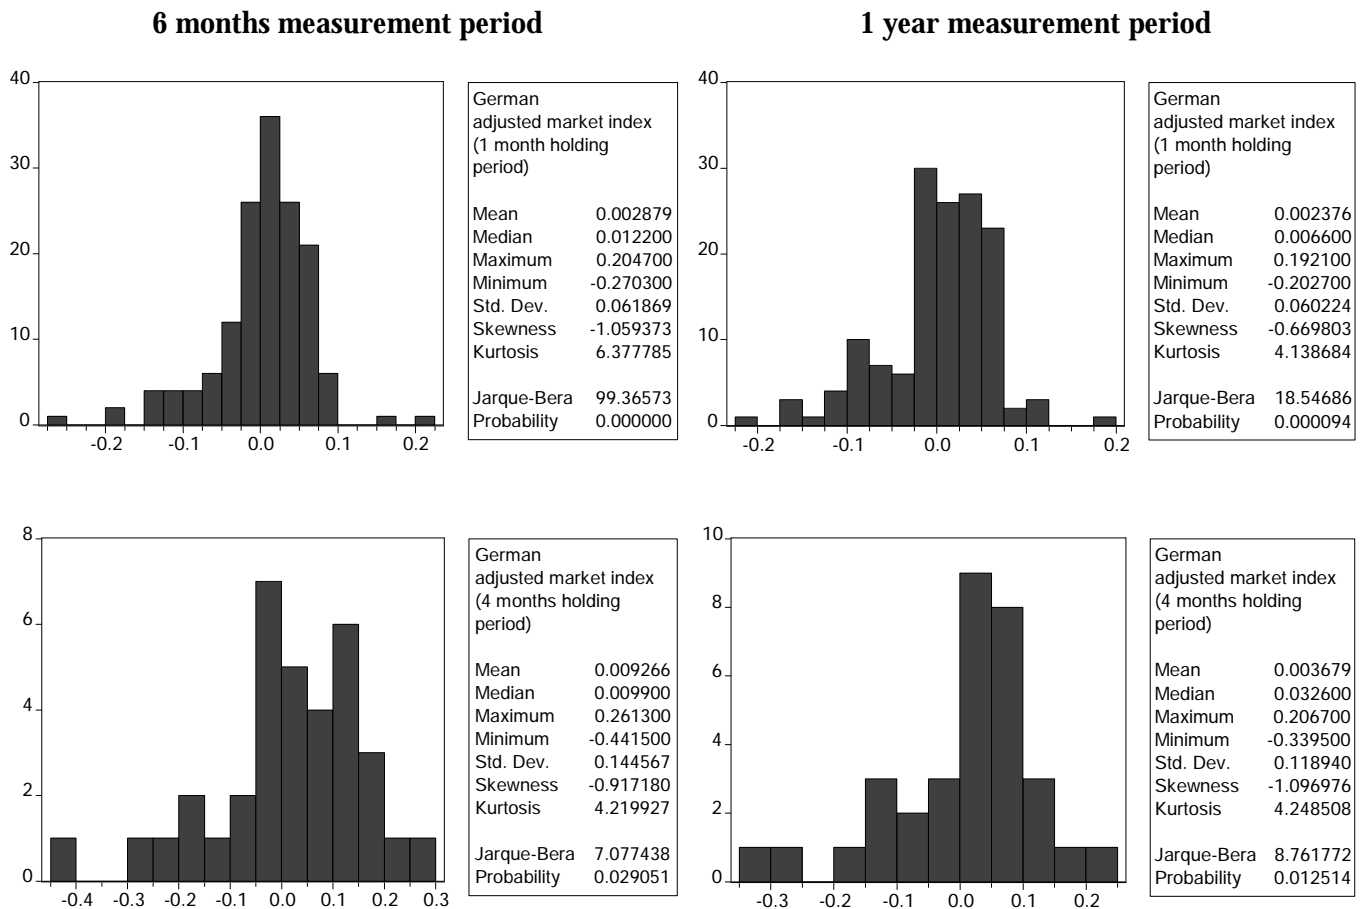 6 months measurement period
1 year measurement period
40
30
20
10
0
-0.2 -0.1 0.0 0.1 0.2
German
adjusted market index
(1 month holding
period)
Mean 0.002879
Median 0.012200
Maximum 0.204700
Minimum -0.270300
Std. Dev. 0.061869
Skewness -1.059373
Kurtosis 6.377785
Jarque-Bera 99.36573
Probability 0.000000
40
30
20
10
0
-0.2 -0.1 0.0 0.1 0.2
German
adjusted market index
(1 month holding
period)
Mean 0.002376
Median 0.006600
Maximum 0.192100
Minimum -0.202700
Std. Dev. 0.060224
Skewness -0.669803
Kurtosis 4.138684
Jarque-Bera 18.54686
Probability 0.000094
8
6
4
2
0
-0.4 -0.3 -0.2 -0.1 0.0 0.1 0.2 0.3
German
adjusted market index
(4 months holding
period)
Mean 0.009266
Median 0.009900
Maximum 0.261300
Minimum -0.441500
Std. Dev. 0.144567
Skewness -0.917180
Kurtosis 4.219927
Jarque-Bera 7.077438
Probability 0.029051
10
8
6
4
2
0
-0.3 -0.2 -0.1 0.0 0.1 0.2
German
adjusted market index
(4 months holding
period)
Mean 0.003679
Median 0.032600
Maximum 0.206700
Minimum -0.339500
Std. Dev. 0.118940
Skewness -1.096976
Kurtosis 4.248508
Jarque-Bera 8.761772
Probability 0.012514